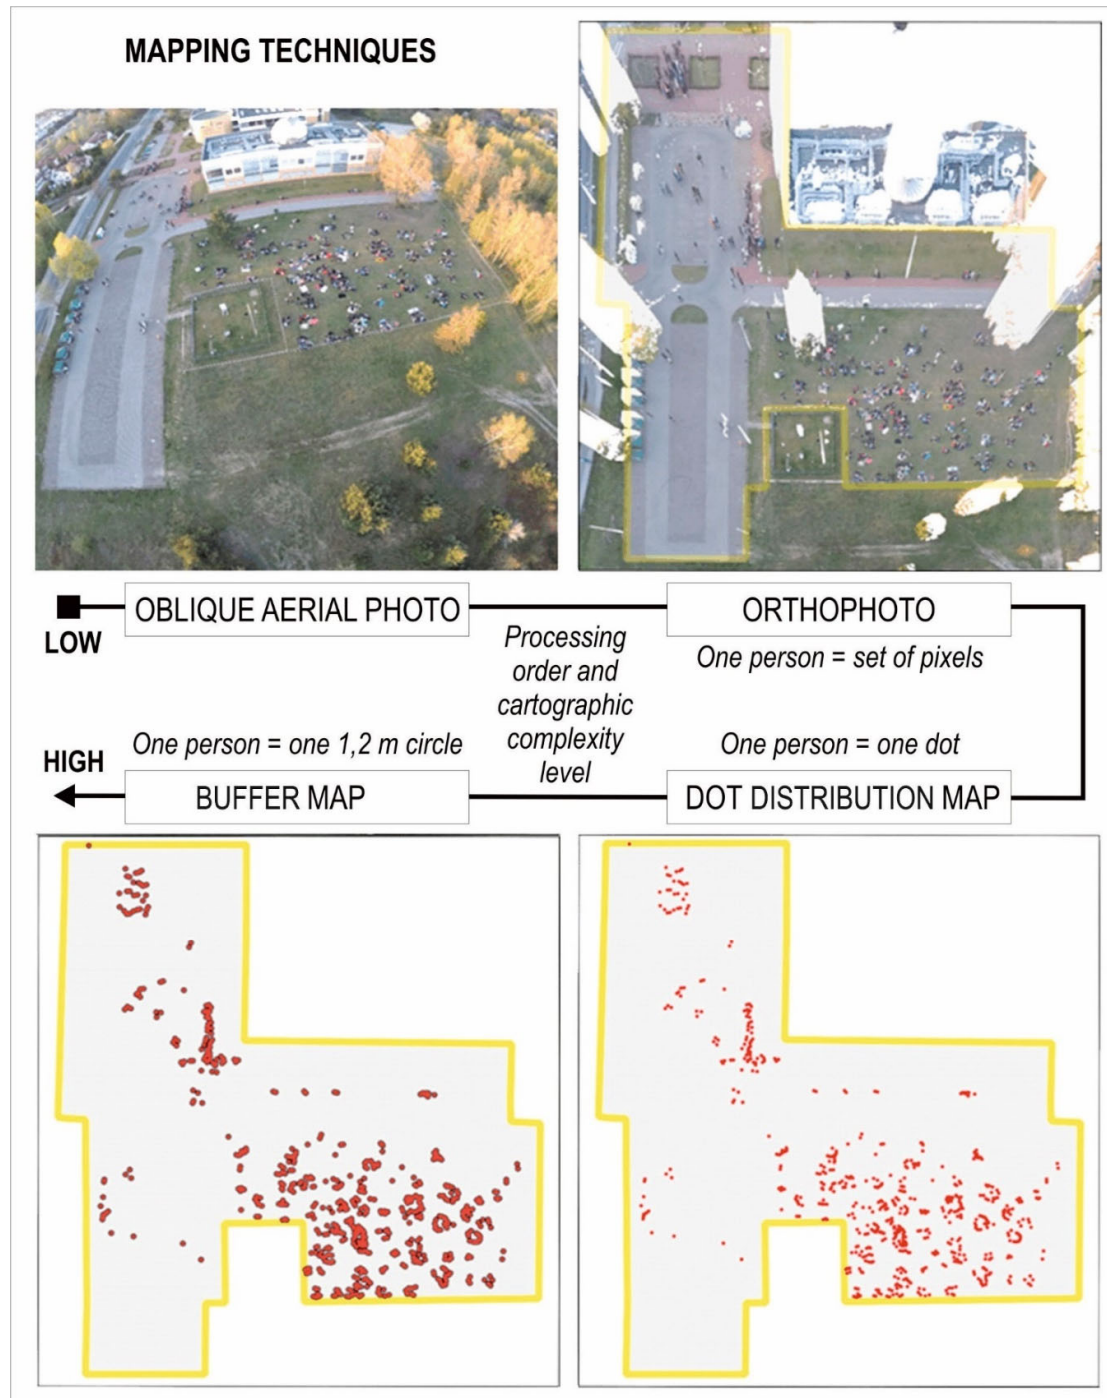 MAPPING TECHNIQUES
OBLIQUE AERIAL PHOTO
ORTHOPHOTO
LOW
Processing
order and
cartographic
complexity
level
One person = set of pixels
One person = one 1,2 m circle
One person = one dot
HIGH
BUFFER MAP
DOT DISTRIBUTION MAP